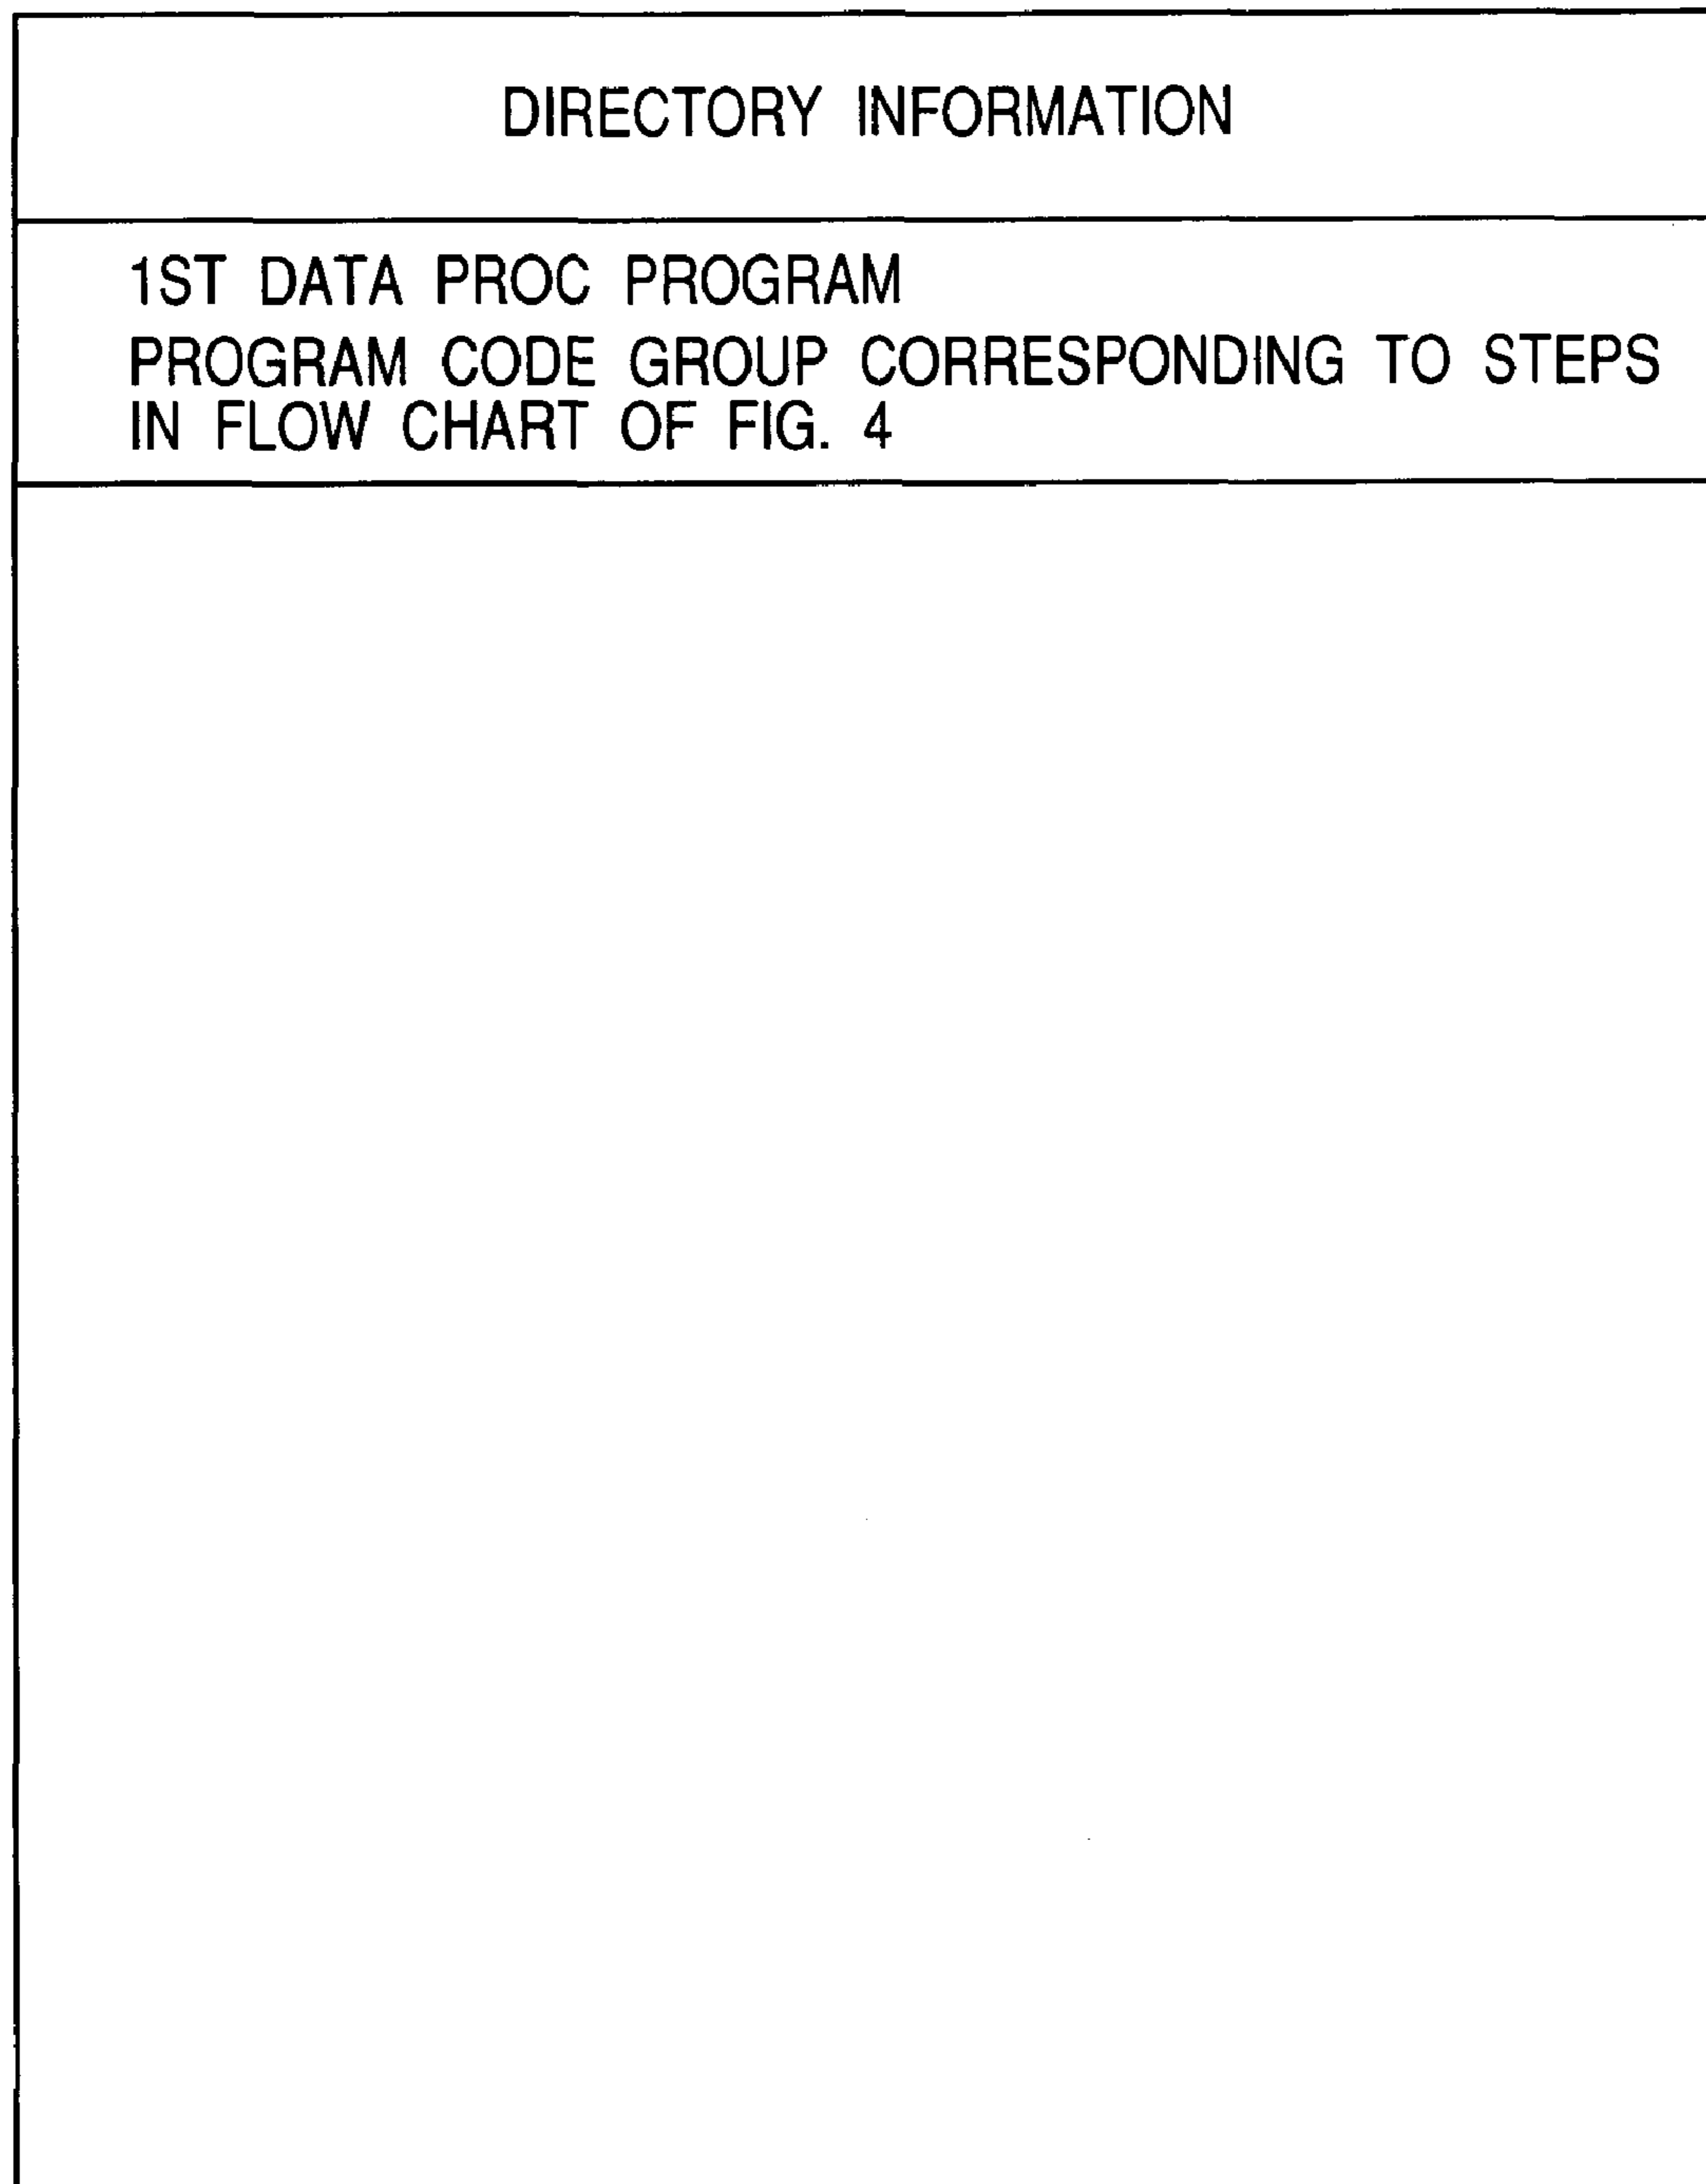 DIRECTORY INFORMATION
1ST DATA PROC PROGRAM
PROGRAM CODE GROUP CORRESPONDING TO STEPS
IN FLOW CHART OF FIG. 4